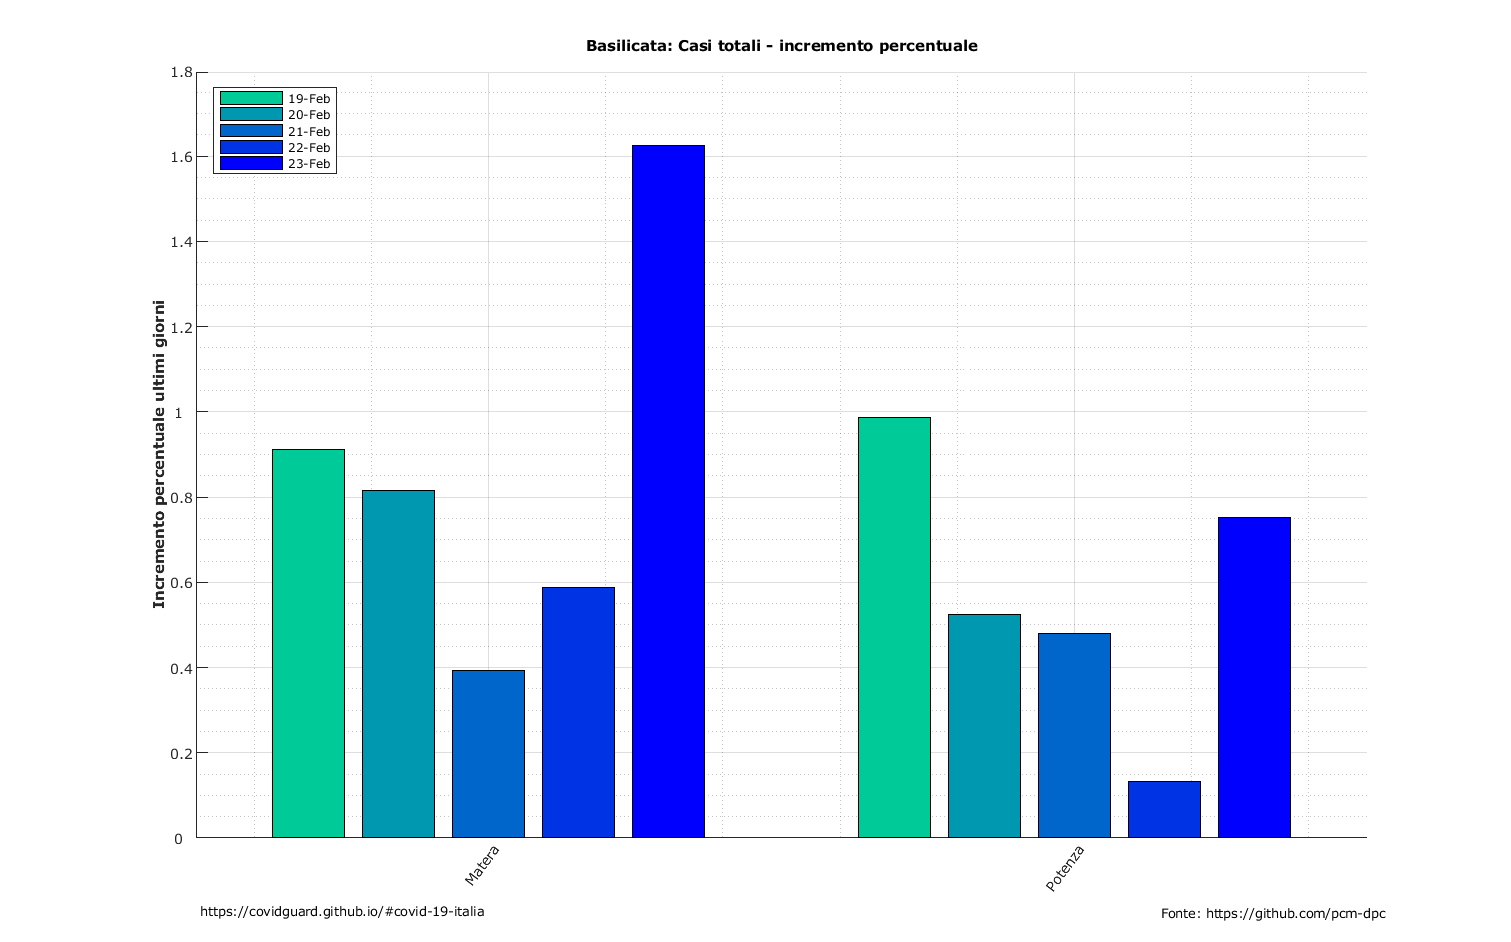 Basilicata: Casi totali - incremento percentuale
1.8
1.6
1.4
1.2
1
0.8
0.6
0.4
0.2
0
Incremento percentuale ultimi giorni
19-Feb
20-Feb
21-Feb
22-Feb
23-Feb
Matera
Potenza
https://covidguard.github.io/#covid-19-italia
Fonte: https://github.com/pcm-dpc